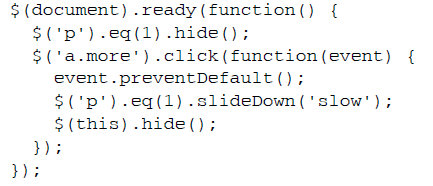 $(document).ready(function() {
  $('p').eq(1).hide();
  $('a.more').click(function(event) {
    event.preventDefault();
    $('p').eq(1).slideDown('slow');
    $(this).hide();
  });
});